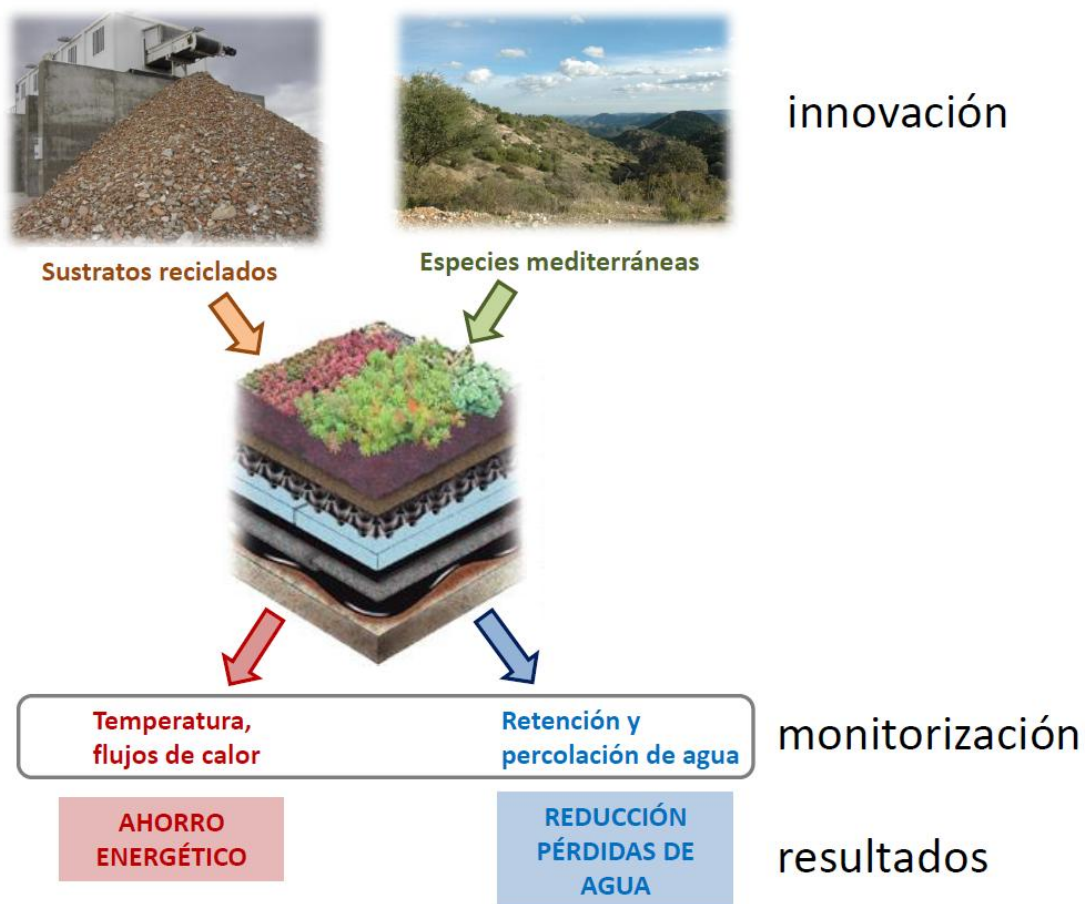 innovación
Sustratos reciclados
Especies mediterráneas
Temperatura,
flujos de calor
Retención y
percolación de agua
monitorización
AHORRO
ENERGÉTICO
REDUCCIÓN
PÉRDIDAS DE
AGUA
resultados